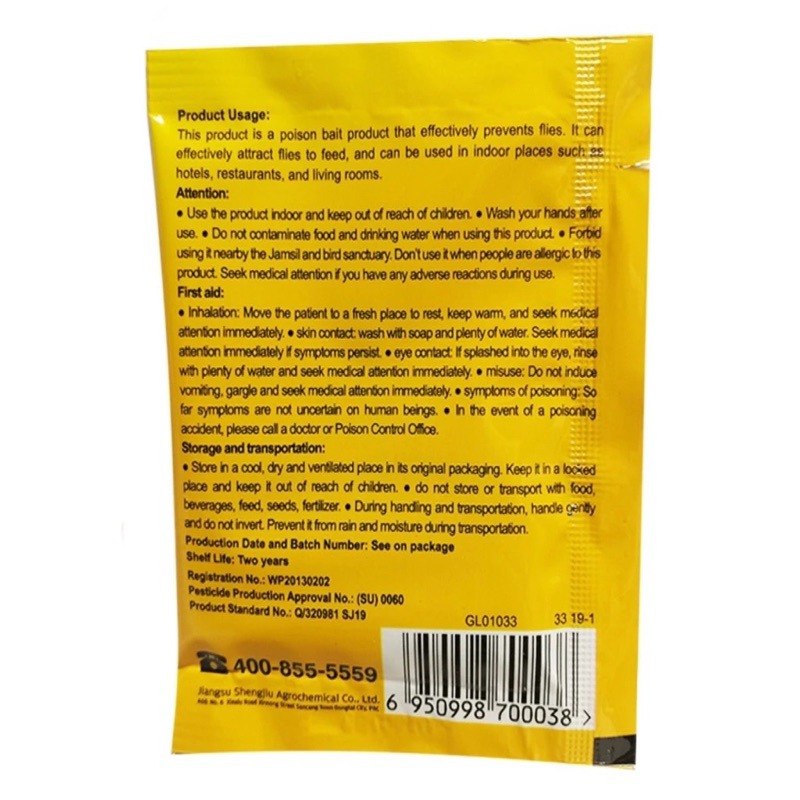 Product Usage:
This product is a poison bait product that effectively prevents flies. It can
effectively attract flies to feed, and can be used in indoor places such as
hotels, restaurants, and living rooms.
Attention:
• Use the product indoor and keep out of reach of children. • Wash your hands after
use. • Do not contaminate food and drinking water when using this product. • Forbid
using it nearby the Jamsil and bird sanctuary. Don't use it when people are allergic to this
product. Seek medical attention if you have any adverse reactions during use.
First aid:
• Inhalation: Move the patient to a fresh place to rest, keep warm, and seek medical
attention immediately. • skin contact: wash with soap and plenty of water. Seek medical
attention immediately if symptoms persist. • eye contact: If splashed into the eye, rinse
with plenty of water and seek medical attention immediately. • misuse: Do not induce
vomiting, gargle and seek medical attention immediately. • symptoms of poisoning: So
far symptoms are not uncertain on human beings. • In the event of a poisoning
accident, please call a doctor or Poison Control Office.
Storage and transportation:
• Store in a cool, dry and ventilated place in its original packaging. Keep it in a locked
place and keep it out of reach of children. • do not store or transport with food,
beverages, feed, seeds, fertilizer. • During handling and transportation, handle gently
and do not invert. Prevent it from rain and moisture during transportation.
Production Date and Batch Number: See on package
Shelf Life: Two years
Registration No.: WP20130202
Pesticide Production Approval No.: (SU) 0060
Product Standard No.: Q/320981 SJ19
GL01033 33 19-1
400-855-5559
Jiangsu Shengjiu Agrochemical Co., Ltd.
6 950998 700038 >